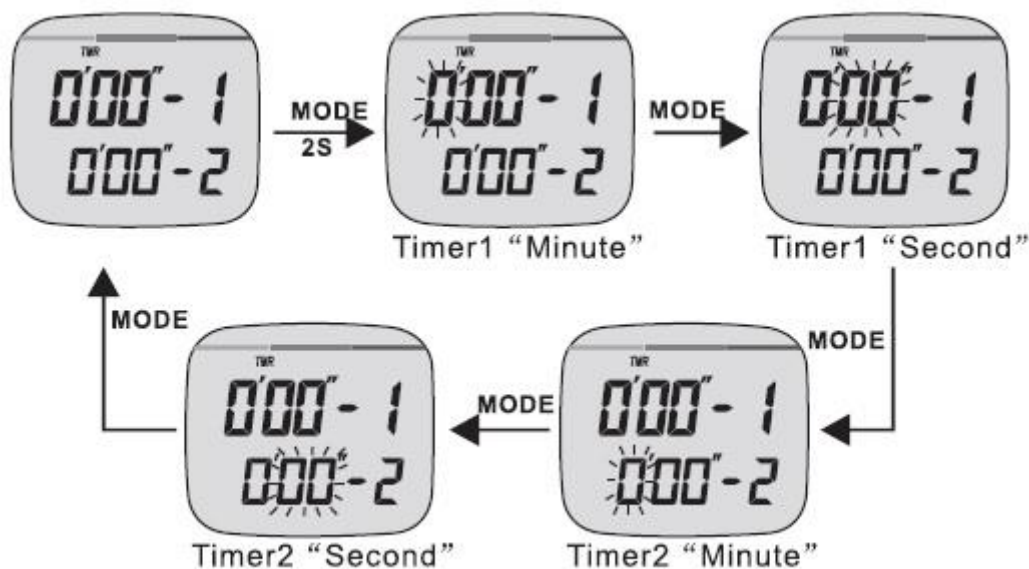 TMR
0'00"-1
0'00"-2
MODE
2S
TMR
0'00"-1
0'00"-2
Timer1 “Minute”
MODE
TMR
0'00"-1
0'00"-2
Timer1 “Second”
MODE
TMR
0'00"-1
0'00"-2
Timer2 “Minute”
MODE
TMR
0'00"-1
0'00"-2
Timer2 “Second”
MODE